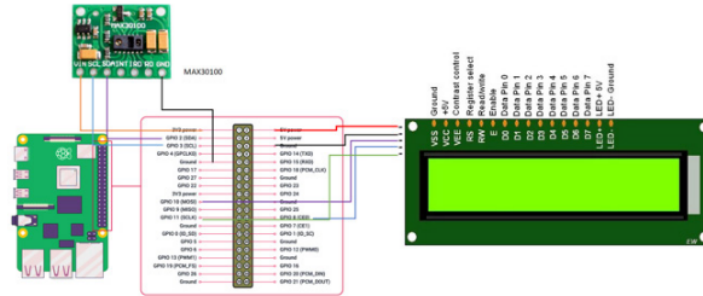 MAX30100
VIN SCL SDA INT IRD RD GND
MAX30100
3V3 power
GPIO 2 (SDA)
GPIO 3 (SCL)
GPIO 4 (GPCLK0)
Ground
GPIO 17
GPIO 27
GPIO 22
3V3 power
GPIO 10 (MOSI)
GPIO 9 (MISO)
GPIO 11 (SCLK)
Ground
GPIO 0 (ID_SD)
GPIO 5
GPIO 6
GPIO 13 (PWM1)
GPIO 19 (PCM_FS)
GPIO 26
Ground
5V power
5V power
Ground
GPIO 14 (TXD)
GPIO 15 (RXD)
GPIO 18 (PCM_CLK)
Ground
GPIO 23
GPIO 24
Ground
GPIO 25
GPIO 8 (CE0)
GPIO 7 (CE1)
GPIO 1 (ID_SC)
Ground
GPIO 12 (PWM0)
Ground
GPIO 16
GPIO 20 (PCM_DIN)
GPIO 21 (PCM_DOUT)
VSS Ground
VCC +5V
VEE Contrast control
RS Register select
RW Read/write
E Enable
D0 Data Pin 0
D1 Data Pin 1
D2 Data Pin 2
D3 Data Pin 3
D4 Data Pin 4
D5 Data Pin 5
D6 Data Pin 6
D7 Data Pin 7
LED+ LED+ 5V
LED- LED- Ground